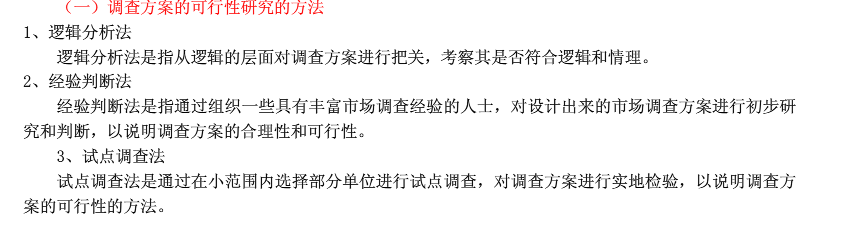 （一）调查方案的可行性研究的方法
1、逻辑分析法
逻辑分析法是指从逻辑的层面对调查方案进行把关，考察其是否符合逻辑和情理。
2、经验判断法
经验判断法是指通过组织一些具有丰富市场调查经验的人士，对设计出来的市场调查方案进行初步研
究和判断，以说明调查方案的合理性和可行性。
3、试点调查法
试点调查法是通过在小范围内选择部分单位进行试点调查，对调查方案进行实地检验，以说明调查方
案的可行性的方法。